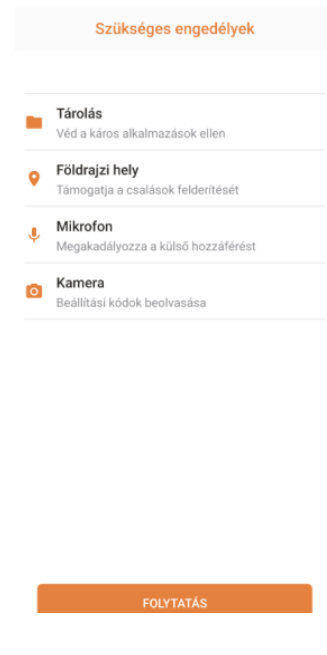 Szükséges engedélyek
Tárolás
Véd a káros alkalmazások ellen
Földrajzi hely
Támogatja a csalások felderítését
Mikrofon
Megakadályozza a külső hozzáférést
Kamera
Beállítási kódok beolvasása
FOLYTATÁS